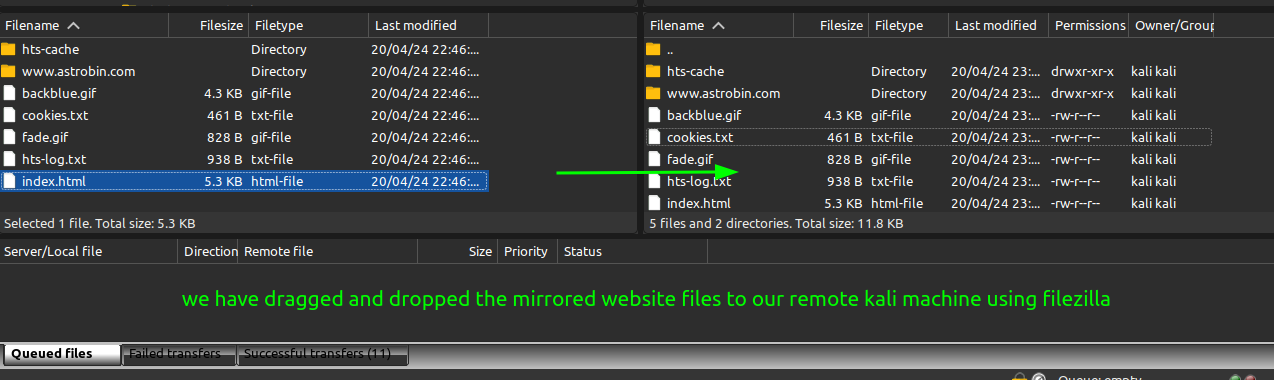 Filename Filesize Filetype Last modified
hts-cache Directory 20/04/24 22:46:...
www.astrobin.com Directory 20/04/24 22:46:...
backblue.gif 4.3 KB gif-file 20/04/24 22:46:...
cookies.txt 461 B txt-file 20/04/24 22:46:...
fade.gif 828 B gif-file 20/04/24 22:46:...
hts-log.txt 938 B txt-file 20/04/24 22:46:...
index.html 5.3 KB html-file 20/04/24 22:46:...
Selected 1 file. Total size: 5.3 KB
Filename Filesize Filetype Last modified Permissions Owner/Group
..
hts-cache Directory 20/04/24 23:... drwxr-xr-x kali kali
www.astrobin.com Directory 20/04/24 23:... drwxr-xr-x kali kali
backblue.gif 4.3 KB gif-file 20/04/24 23:... -rw-r--r-- kali kali
cookies.txt 461 B txt-file 20/04/24 23:... -rw-r--r-- kali kali
fade.gif 828 B gif-file 20/04/24 23:... -rw-r--r-- kali kali
hts-log.txt 938 B txt-file 20/04/24 23:... -rw-r--r-- kali kali
index.html 5.3 KB html-file 20/04/24 23:... -rw-r--r-- kali kali
5 files and 2 directories. Total size: 11.8 KB
Server/Local file Direction Remote file Size Priority Status
we have dragged and dropped the mirrored website files to our remote kali machine using filezilla
Queued files Failed transfers Successful transfers (11)
Queue: empty